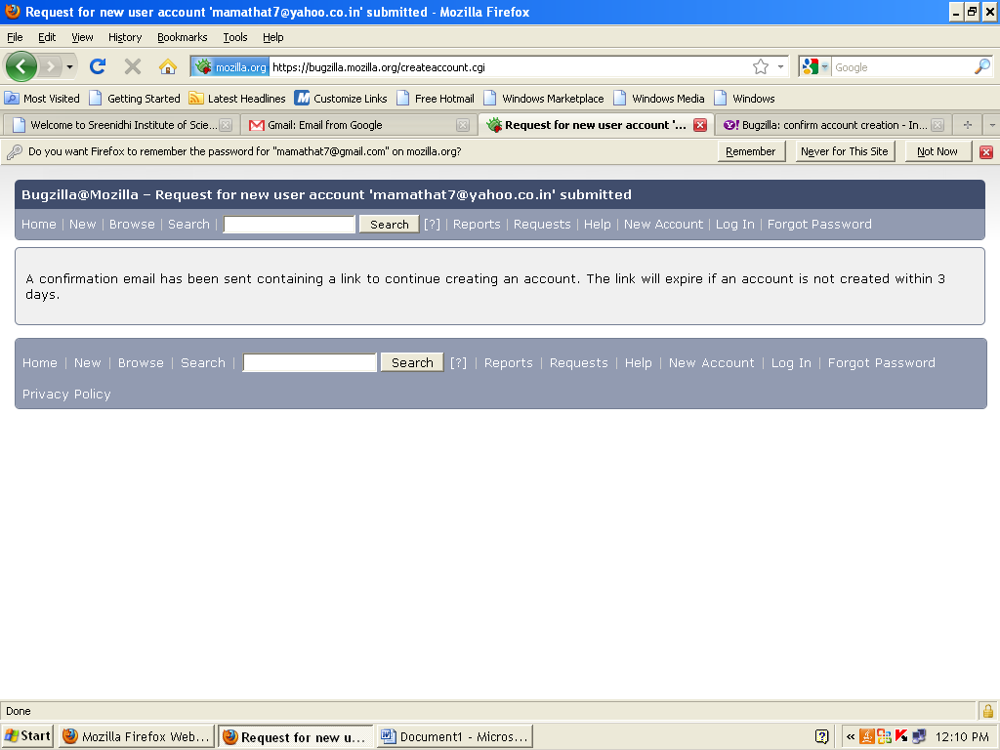 Request for new user account 'mamathat7@yahoo.co.in' submitted - Mozilla Firefox
File Edit View History Bookmarks Tools Help
mozilla.org https://bugzilla.mozilla.org/createaccount.cgi Google
Most Visited Getting Started Latest Headlines Customize Links Free Hotmail Windows Marketplace Windows Media Windows
Welcome to Sreenidhi Institute of Scie... Gmail: Email from Google Request for new user account '... Bugzilla: confirm account creation - In...
Do you want Firefox to remember the password for "mamathat7@gmail.com" on mozilla.org? Remember Never for This Site Not Now
Bugzilla@Mozilla – Request for new user account 'mamathat7@yahoo.co.in' submitted
Home | New | Browse | Search | Search [?] | Reports | Requests | Help | New Account | Log In | Forgot Password
A confirmation email has been sent containing a link to continue creating an account. The link will expire if an account is not created within 3
days.
Home | New | Browse | Search | Search [?] | Reports | Requests | Help | New Account | Log In | Forgot Password
Privacy Policy
Done
Start Mozilla Firefox Web... Request for new u... Document1 - Micros... « 12:10 PM